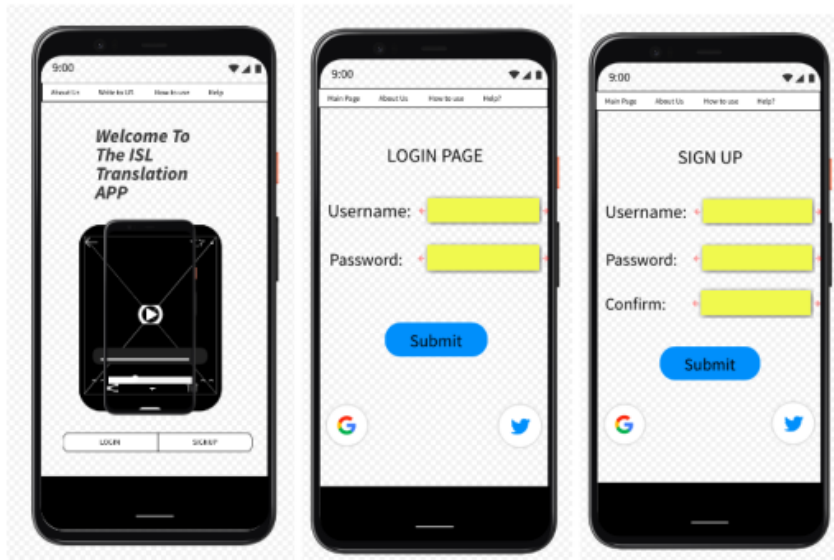 9:00
About Us Write to US How to use Help
Welcome To
The ISL
Translation
APP
LOGIN SIGNUP
9:00
Main Page About Us How to use Help?
LOGIN PAGE
Username:
Password:
Submit
9:00
Main Page About Us How to use Help?
SIGN UP
Username:
Password:
Confirm:
Submit